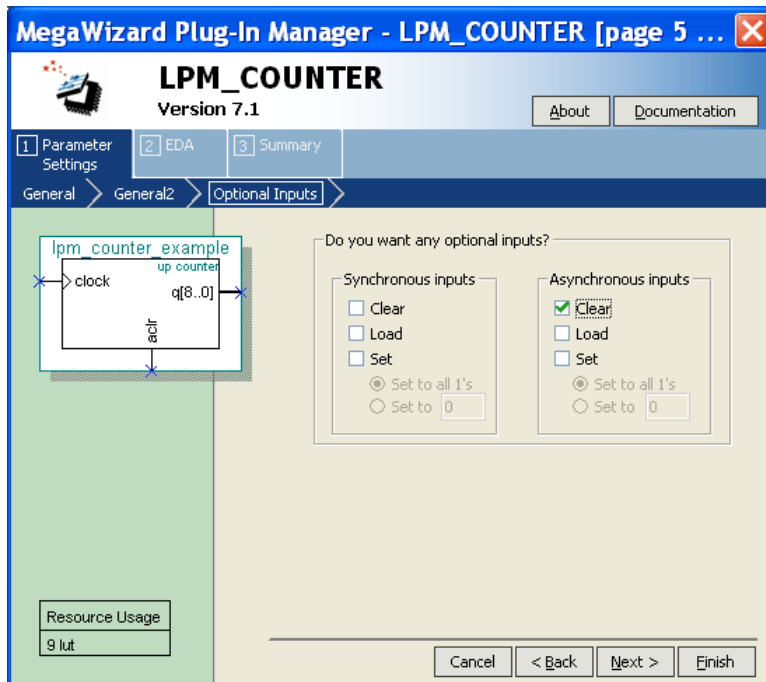 MegaWizard Plug-In Manager - LPM_COUNTER [page 5 ...
LPM_COUNTER
Version 7.1
About
Documentation
1 Parameter Settings
2 EDA
3 Summary
General
General2
Optional Inputs
lpm_counter_example
up counter
clock
q[8..0]
aclr
Do you want any optional inputs?
Synchronous inputs
Clear
Load
Set
Set to all 1's
Set to 0
Asynchronous inputs
Clear
Load
Set
Set to all 1's
Set to 0
Resource Usage
9 lut
Cancel
< Back
Next >
Finish